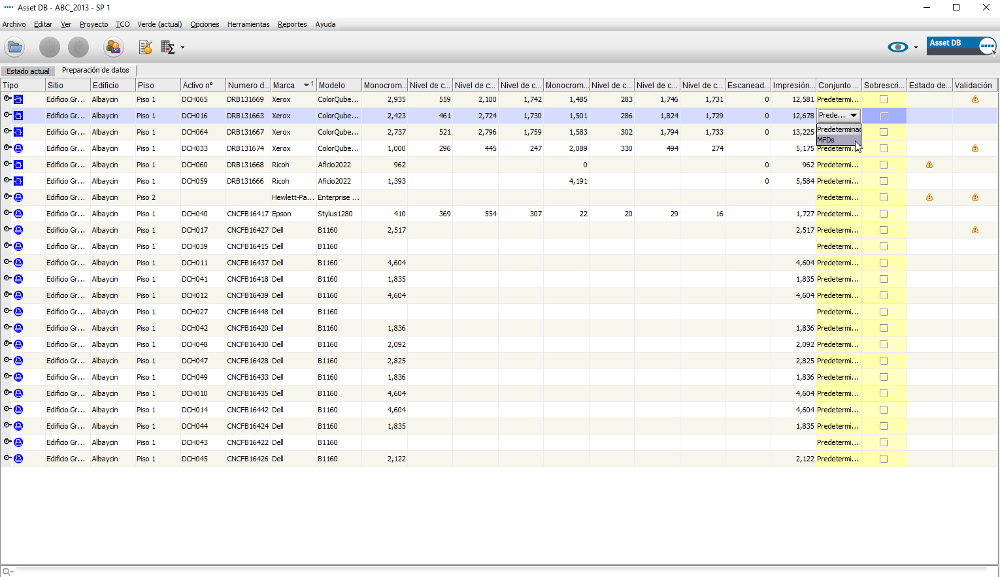 Asset DB - ABC_2013 - SP 1
Archivo Editar Ver Proyecto TCO Verde (actual) Opciones Herramientas Reportes Ayuda
Asset DB
Estado actual Preparación de datos
Tipo Sitio Edificio Piso Activo nº Numero d... Marca 1 Modelo Monocrom... Nivel de c... Nivel de c... Nivel de c... Monocrom... Nivel de c... Nivel de c... Nivel de c... Escanead... Impresión... Conjunto ... Sobrescri... Estado de... Validación
Edificio Gr... Albaycin Piso 1 DCH065 DRB131669 Xerox ColorQube... 2,935 559 2,100 1,742 1,485 283 1,746 1,731 0 12,581 Predetermi...
Edificio Gr... Albaycin Piso 1 DCH016 DRB131663 Xerox ColorQube... 2,423 461 2,724 1,730 1,501 286 1,824 1,729 0 12,678 Prede...
Edificio Gr... Albaycin Piso 1 DCH064 DRB131667 Xerox ColorQube... 2,737 521 2,796 1,759 1,583 302 1,794 1,733 0 13,225 Predeterminad
MFDs
Edificio Gr... Albaycin Piso 1 DCH033 DRB131674 Xerox ColorQube... 1,000 296 445 247 2,089 330 494 274 5,175 Predetermi...
Edificio Gr... Albaycin Piso 1 DCH060 DRB131668 Ricoh Aficio2022 962 0 0 962 Predetermi...
Edificio Gr... Albaycin Piso 1 DCH059 DRB131666 Ricoh Aficio2022 1,393 4,191 0 5,584 Predetermi...
Edificio Gr... Albaycin Piso 2 Hewlett-Pa... Enterprise ... Predetermi...
Edificio Gr... Albaycin Piso 1 DCH040 CNCFB16417 Epson Stylus1280 410 369 554 307 22 20 29 16 1,727 Predetermi...
Edificio Gr... Albaycin Piso 1 DCH017 CNCFB16427 Dell B1160 2,517 2,517 Predetermi...
Edificio Gr... Albaycin Piso 1 DCH039 CNCFB16415 Dell B1160 Predetermi...
Edificio Gr... Albaycin Piso 1 DCH011 CNCFB16437 Dell B1160 4,604 4,604 Predetermi...
Edificio Gr... Albaycin Piso 1 DCH041 CNCFB16418 Dell B1160 1,835 1,835 Predetermi...
Edificio Gr... Albaycin Piso 1 DCH012 CNCFB16439 Dell B1160 4,604 4,604 Predetermi...
Edificio Gr... Albaycin Piso 1 DCH027 CNCFB16448 Dell B1160 Predetermi...
Edificio Gr... Albaycin Piso 1 DCH042 CNCFB16420 Dell B1160 1,836 1,836 Predetermi...
Edificio Gr... Albaycin Piso 1 DCH048 CNCFB16430 Dell B1160 2,092 2,092 Predetermi...
Edificio Gr... Albaycin Piso 1 DCH047 CNCFB16428 Dell B1160 2,825 2,825 Predetermi...
Edificio Gr... Albaycin Piso 1 DCH049 CNCFB16433 Dell B1160 1,836 1,836 Predetermi...
Edificio Gr... Albaycin Piso 1 DCH010 CNCFB16435 Dell B1160 4,604 4,604 Predetermi...
Edificio Gr... Albaycin Piso 1 DCH014 CNCFB16442 Dell B1160 4,604 4,604 Predetermi...
Edificio Gr... Albaycin Piso 1 DCH044 CNCFB16424 Dell B1160 1,835 1,835 Predetermi...
Edificio Gr... Albaycin Piso 1 DCH043 CNCFB16422 Dell B1160 Predetermi...
Edificio Gr... Albaycin Piso 1 DCH045 CNCFB16426 Dell B1160 2,122 2,122 Predetermi...